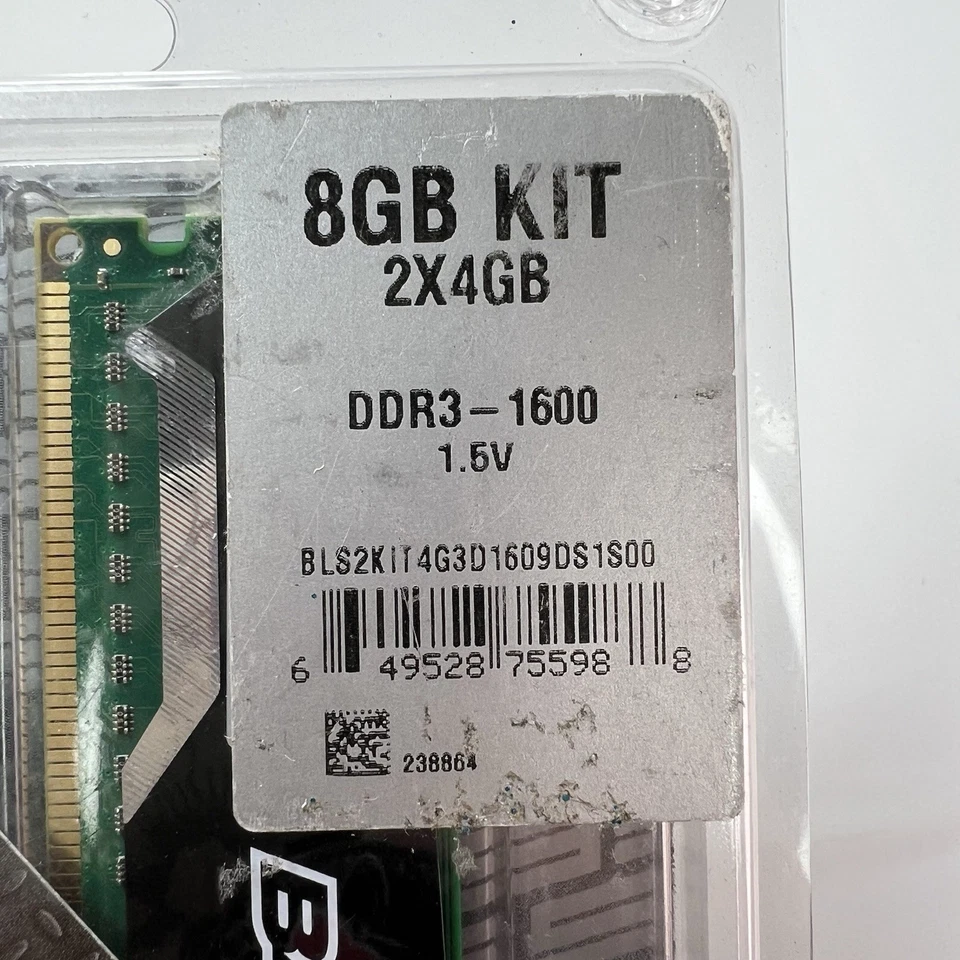 8GB KIT
2X4GB
DDR3-1600
1.5V
BLS2KIT4G3D1609DS1S00
6 49528 75598 8
238864
B